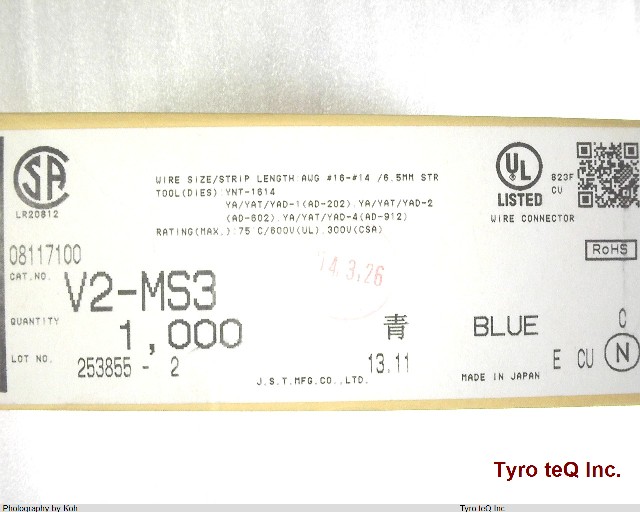 WIRE SIZE/STRIP LENGTH:AWG #16-#14 /6.5MM STR
TOOL(DIES):YNT-1614
YA/YAT/YAD-1(AD-202).YA/YAT/YAD-2
(AD-602).YA/YAT/YAD-4(AD-912)
RATING(MAX.):75°C/600V(UL).300V(CSA)
SA
LR20812
UL
LISTED
823F
CU
WIRE CONNECTOR
RoHS
08117100
CAT.NO. V2-MS3
14.3.26
QUANTITY 1,000
青 BLUE
C
LOT NO. 253855 - 2
13.11
E CU N
MADE IN JAPAN
J.S.T.MFG.CO.,LTD.
Tyro teQ Inc.
Photography by Koh
Tyro teQ Inc